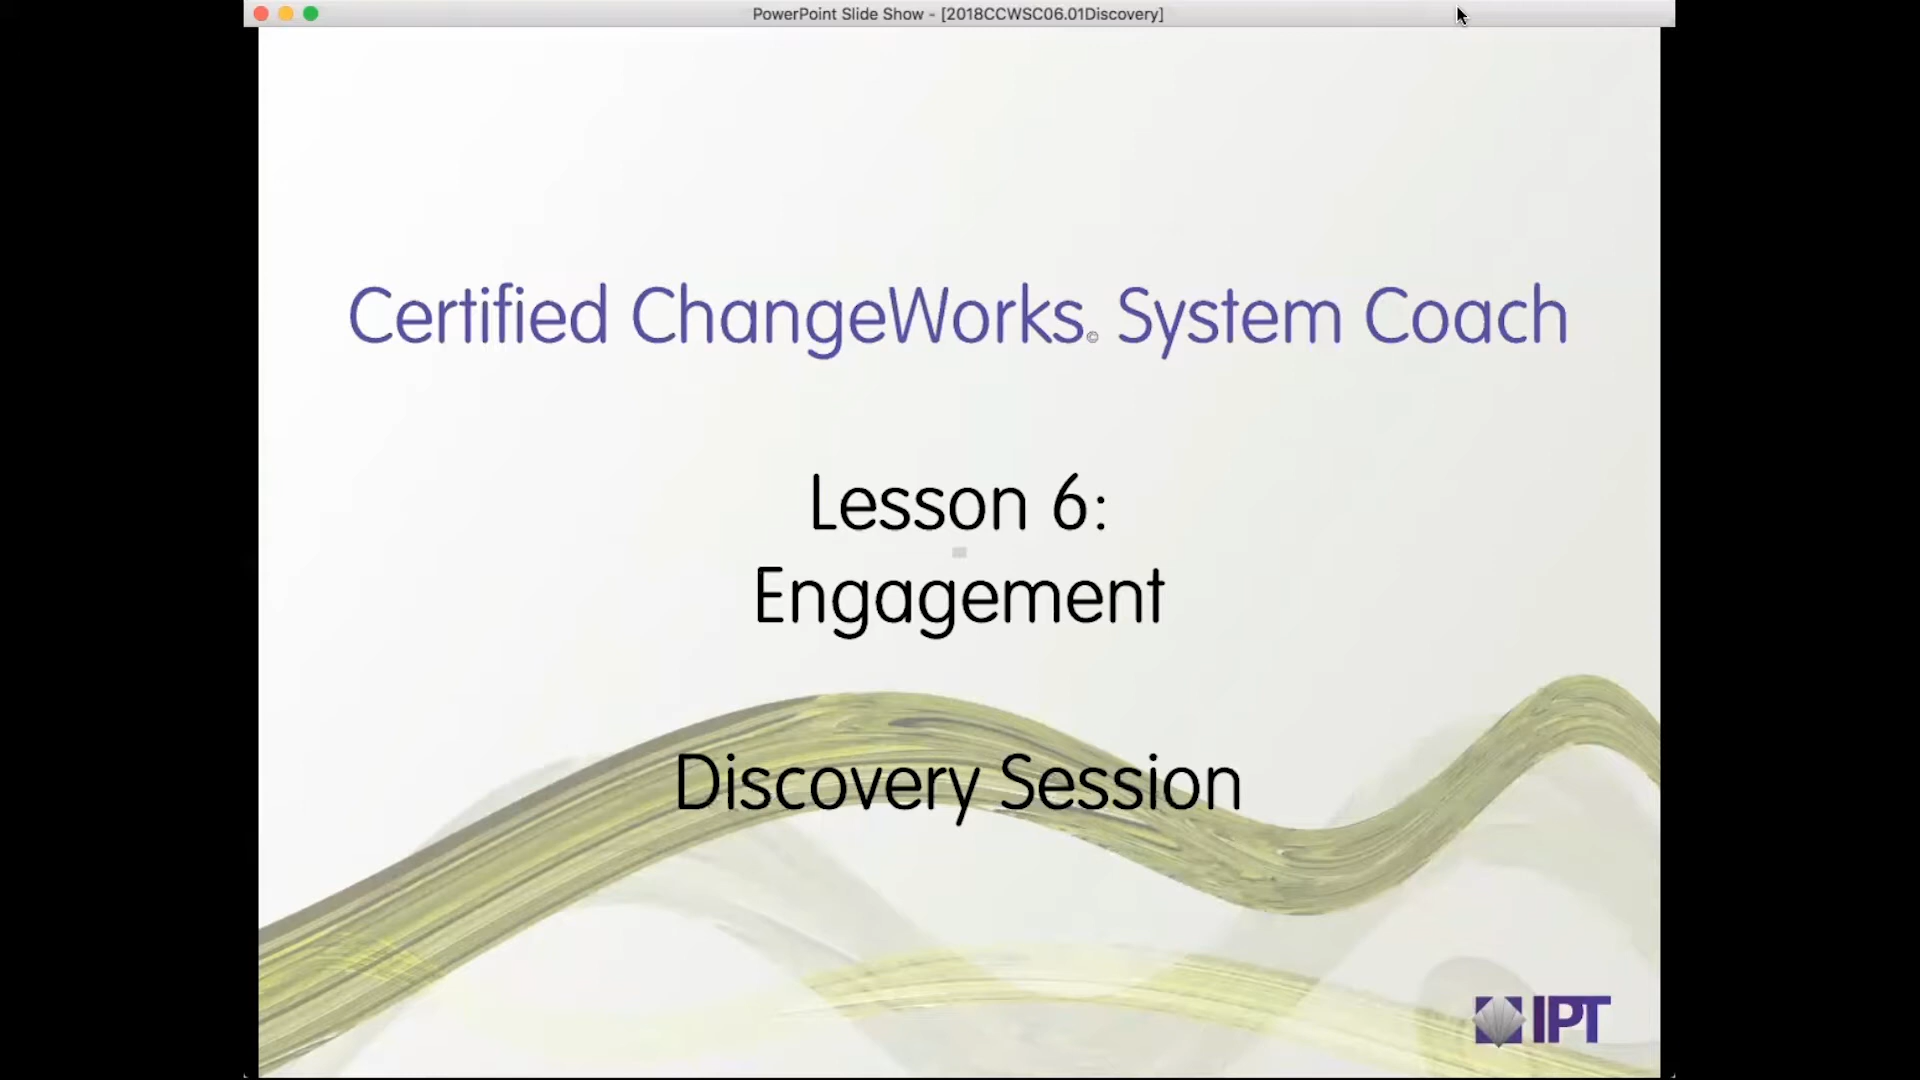 PowerPoint Slide Show - [2018CCWSC06.01Discovery]
Certified ChangeWorks© System Coach
Lesson 6:
Engagement
Discovery Session
IPT